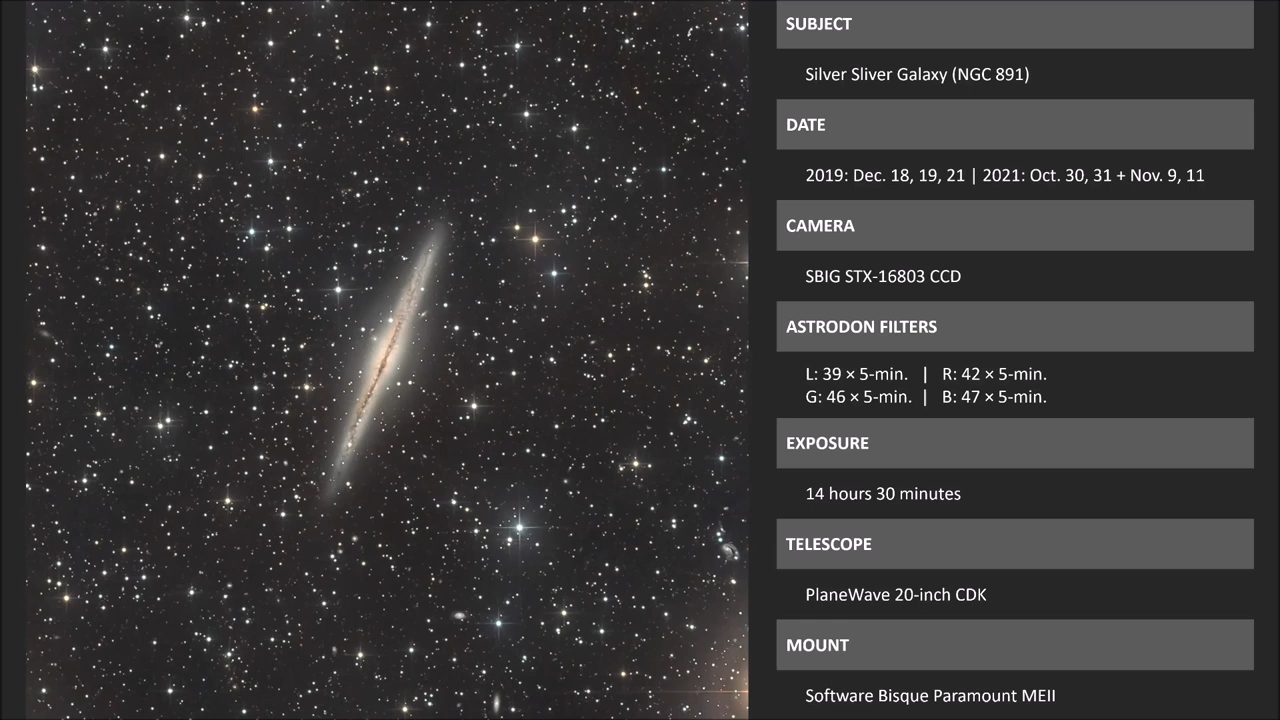 SUBJECT
Silver Sliver Galaxy (NGC 891)
DATE
2019: Dec. 18, 19, 21 | 2021: Oct. 30, 31 + Nov. 9, 11
CAMERA
SBIG STX-16803 CCD
ASTRODON FILTERS
L: 39 × 5-min. | R: 42 × 5-min.
G: 46 × 5-min. | B: 47 × 5-min.
EXPOSURE
14 hours 30 minutes
TELESCOPE
PlaneWave 20-inch CDK
MOUNT
Software Bisque Paramount MEII